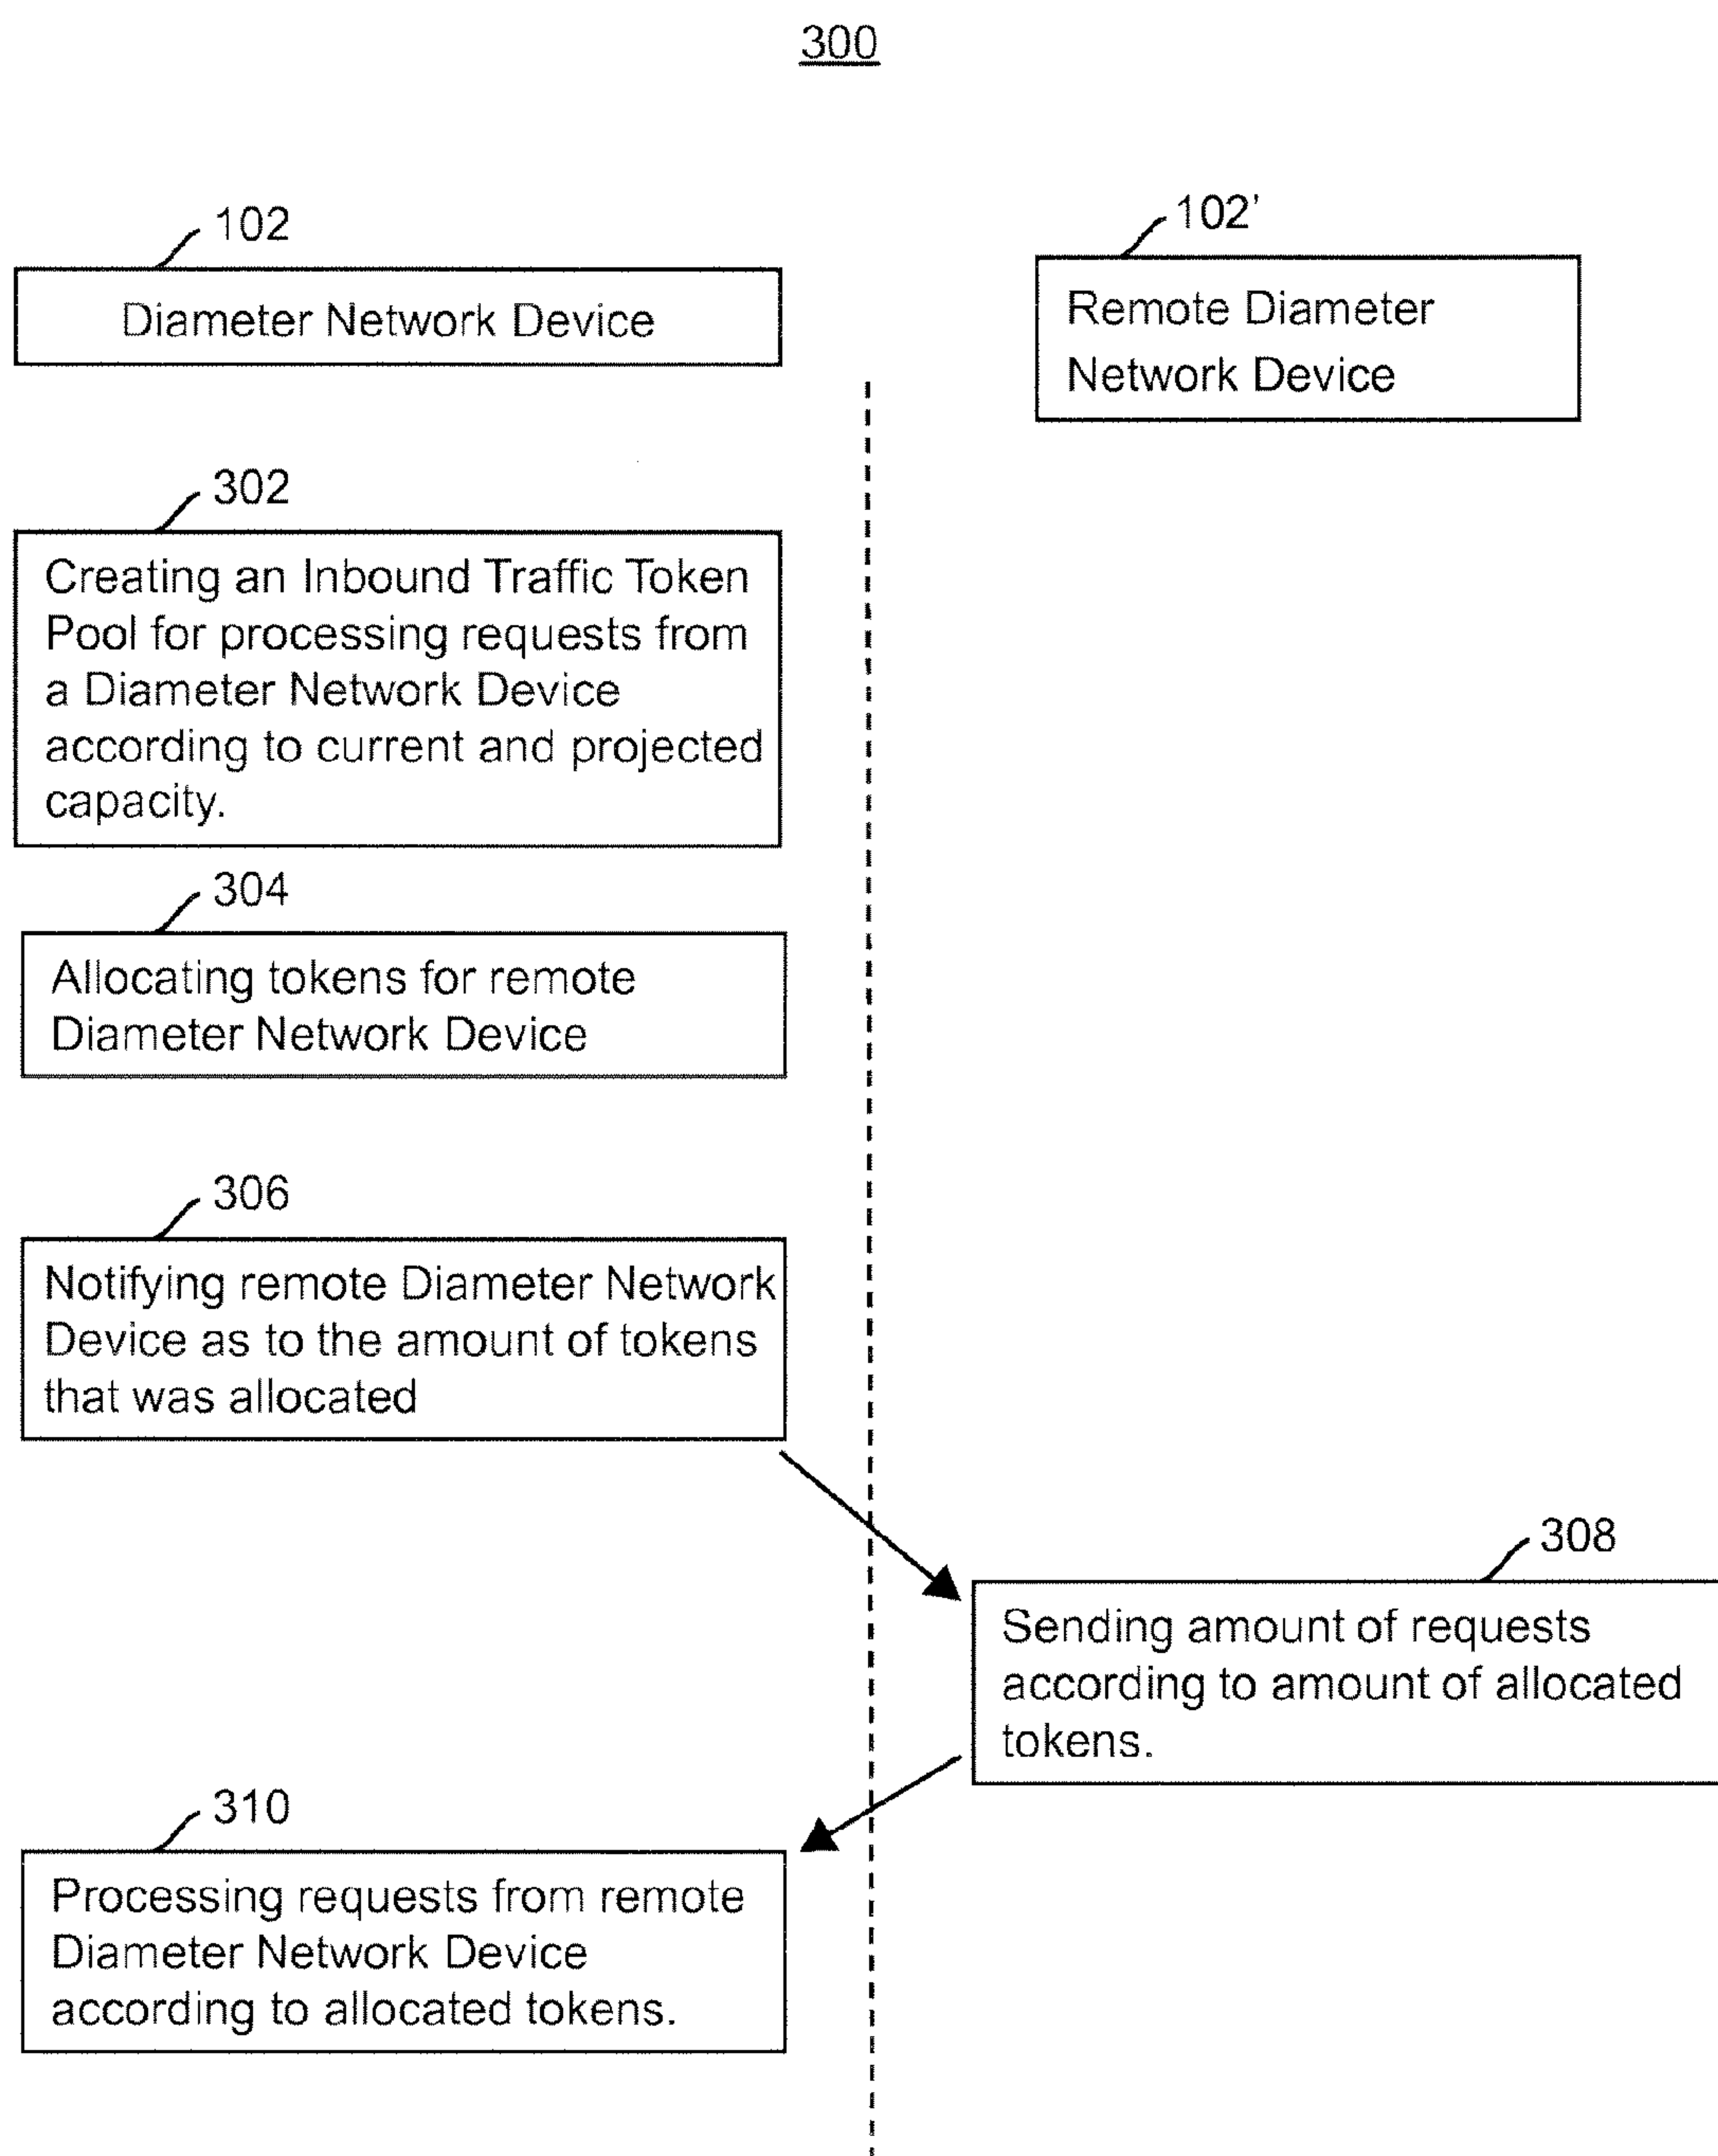 300
102
Diameter Network Device
102'
Remote Diameter
Network Device
302
Creating an Inbound Traffic Token
Pool for processing requests from
a Diameter Network Device
according to current and projected
capacity.
304
Allocating tokens for remote
Diameter Network Device
306
Notifying remote Diameter Network
Device as to the amount of tokens
that was allocated
308
Sending amount of requests
according to amount of allocated
tokens.
310
Processing requests from remote
Diameter Network Device
according to allocated tokens.